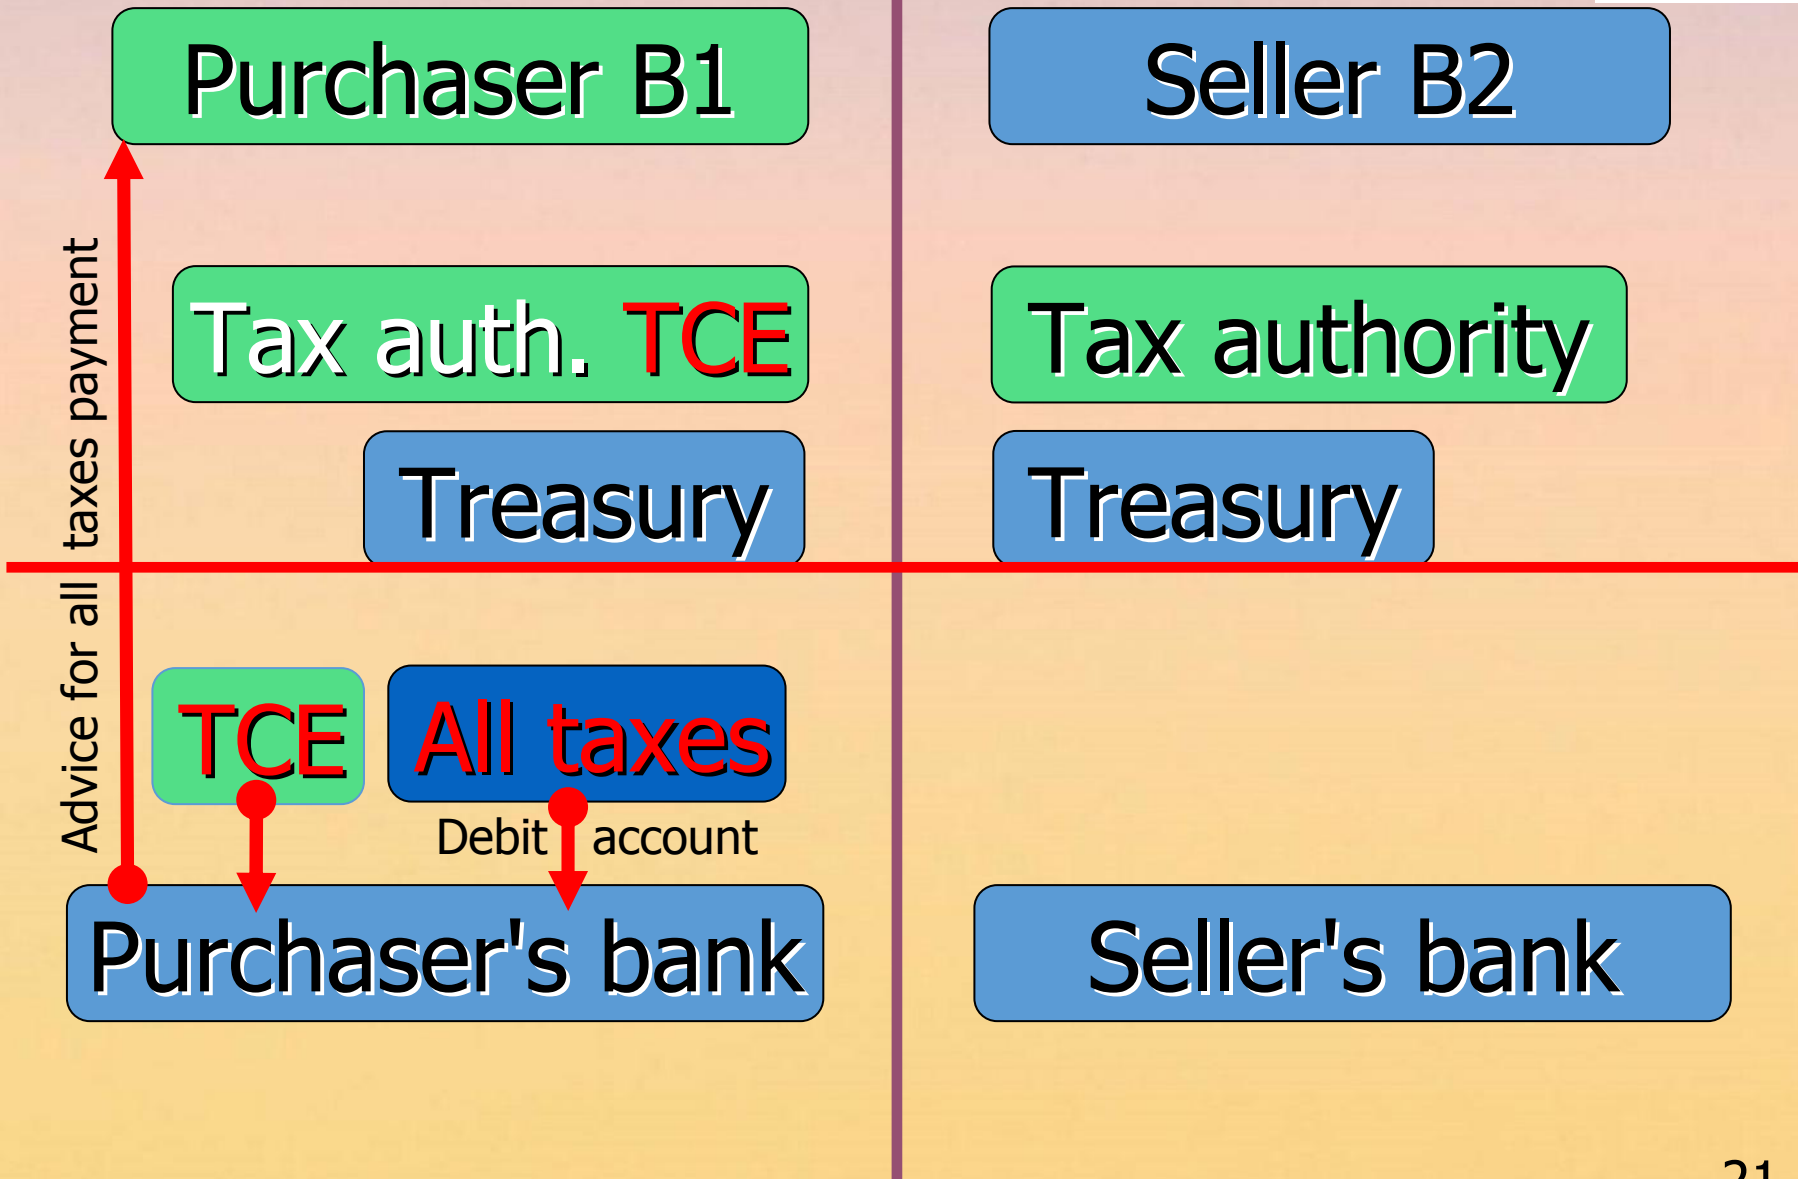 Purchaser B1
Seller B2
Advice for all taxes payment
Tax auth. TCE
Tax authority
Treasury
Treasury
TCE
All taxes
Debit account
Purchaser's bank
Seller's bank
21